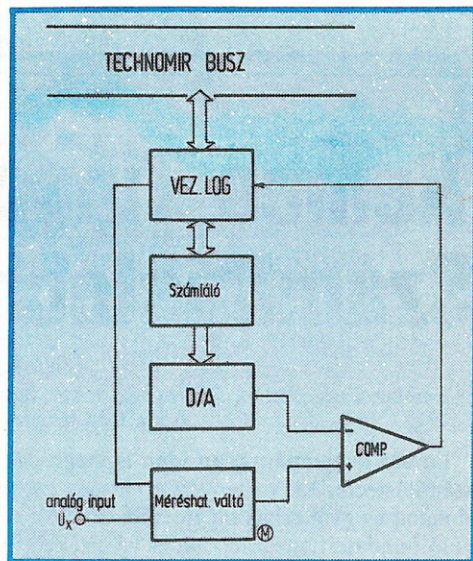 TECHNOMIR BUSZ
VEZ. LOG
Számláló
D/A
COMP.
-
+
analóg input
Ux
Méréshat. váltó
M